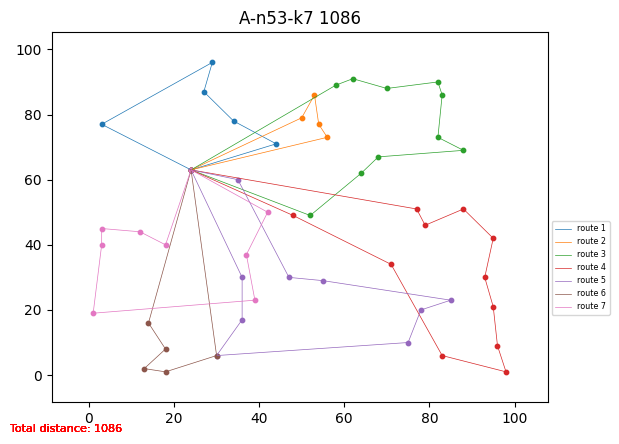 A-n53-k7 1086
100
80
60
40
20
0
0 20 40 60 80 100
route 1
route 2
route 3
route 4
route 5
route 6
route 7
Total distance: 1086